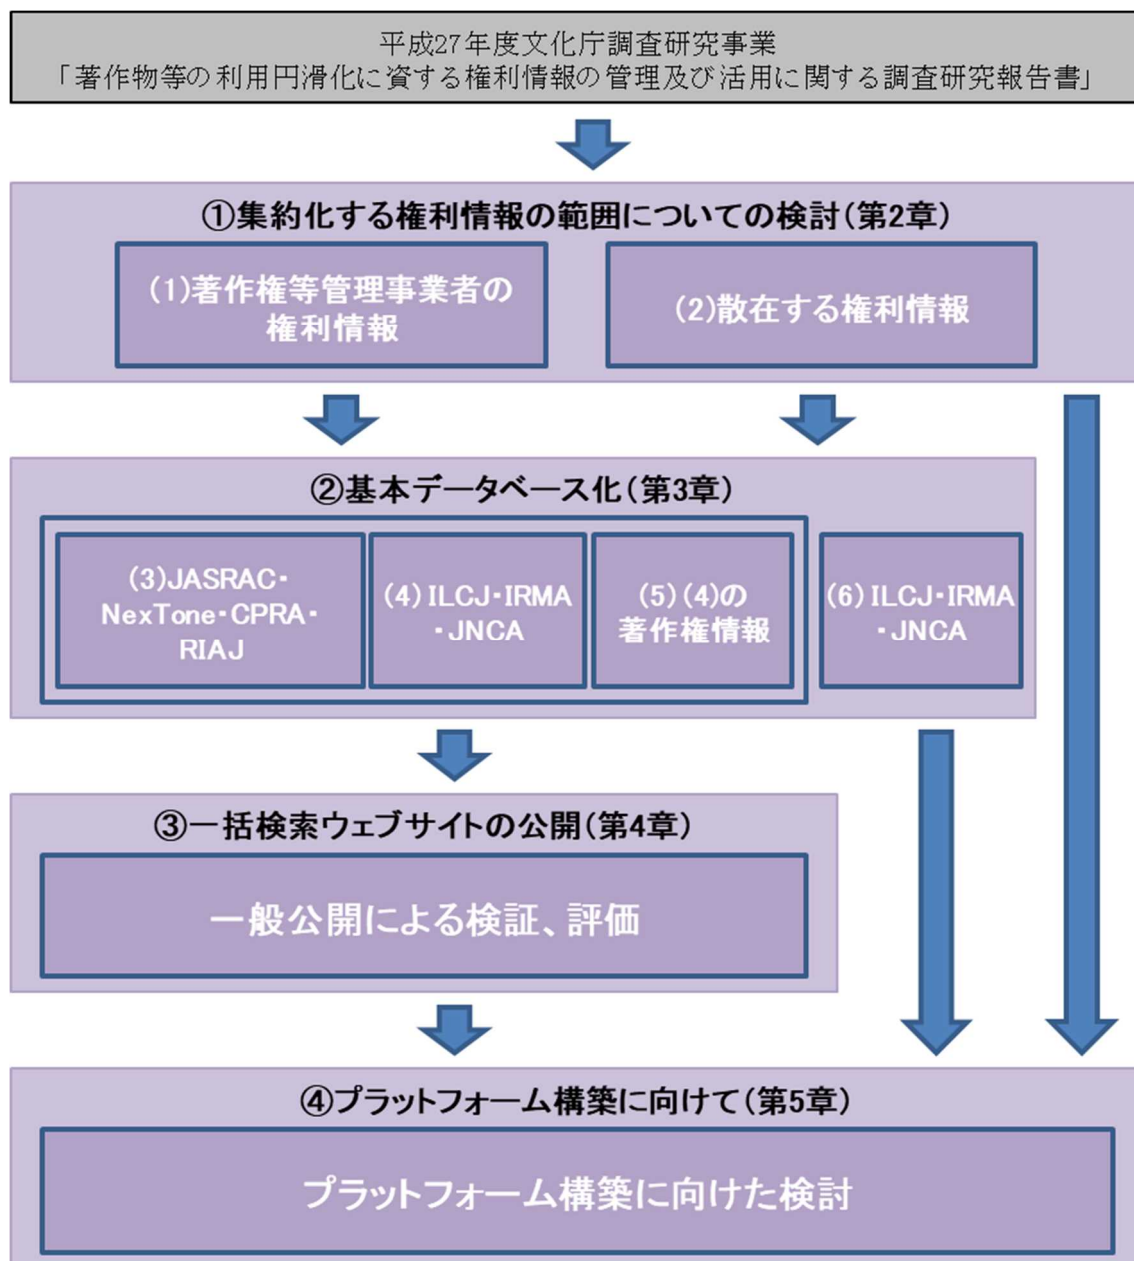 平成27年度文化庁調査研究事業
「著作物等の利用円滑化に資する権利情報の管理及び活用に関する調査研究報告書」
①集約化する権利情報の範囲についての検討(第2章)
(1)著作権等管理事業者の
権利情報
(2)散在する権利情報
②基本データベース化(第3章)
(3)JASRAC・
NexTone・CPRA・
RIAJ
(4)ILCJ・IRMA
・JNCA
(5)(4)の
著作権情報
(6)ILCJ・IRMA
・JNCA
③一括検索ウェブサイトの公開(第4章)
一般公開による検証、評価
④プラットフォーム構築に向けて(第5章)
プラットフォーム構築に向けた検討